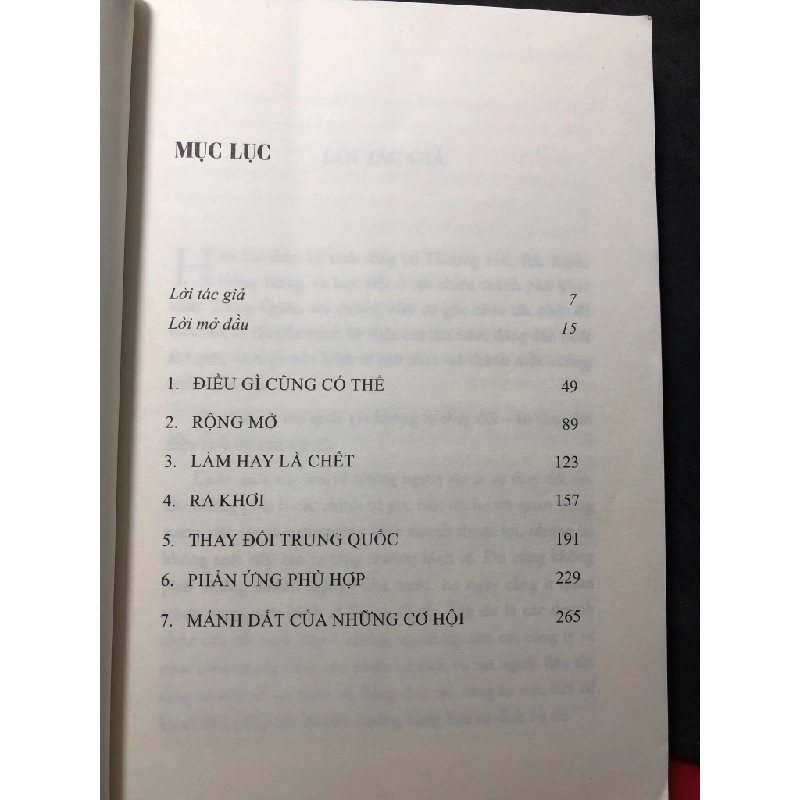 MỤC LỤC
Lời tác giả 7
Lời mở đầu 15
1. ĐIỀU GÌ CŨNG CÓ THỂ 49
2. RỘNG MỞ 89
3. LÀM HAY LÀ CHẾT 123
4. RA KHƠI 157
5. THAY ĐỔI TRUNG QUỐC 191
6. PHẢN ỨNG PHÙ HỢP 229
7. MẢNH ĐẤT CỦA NHỮNG CƠ HỘI 265